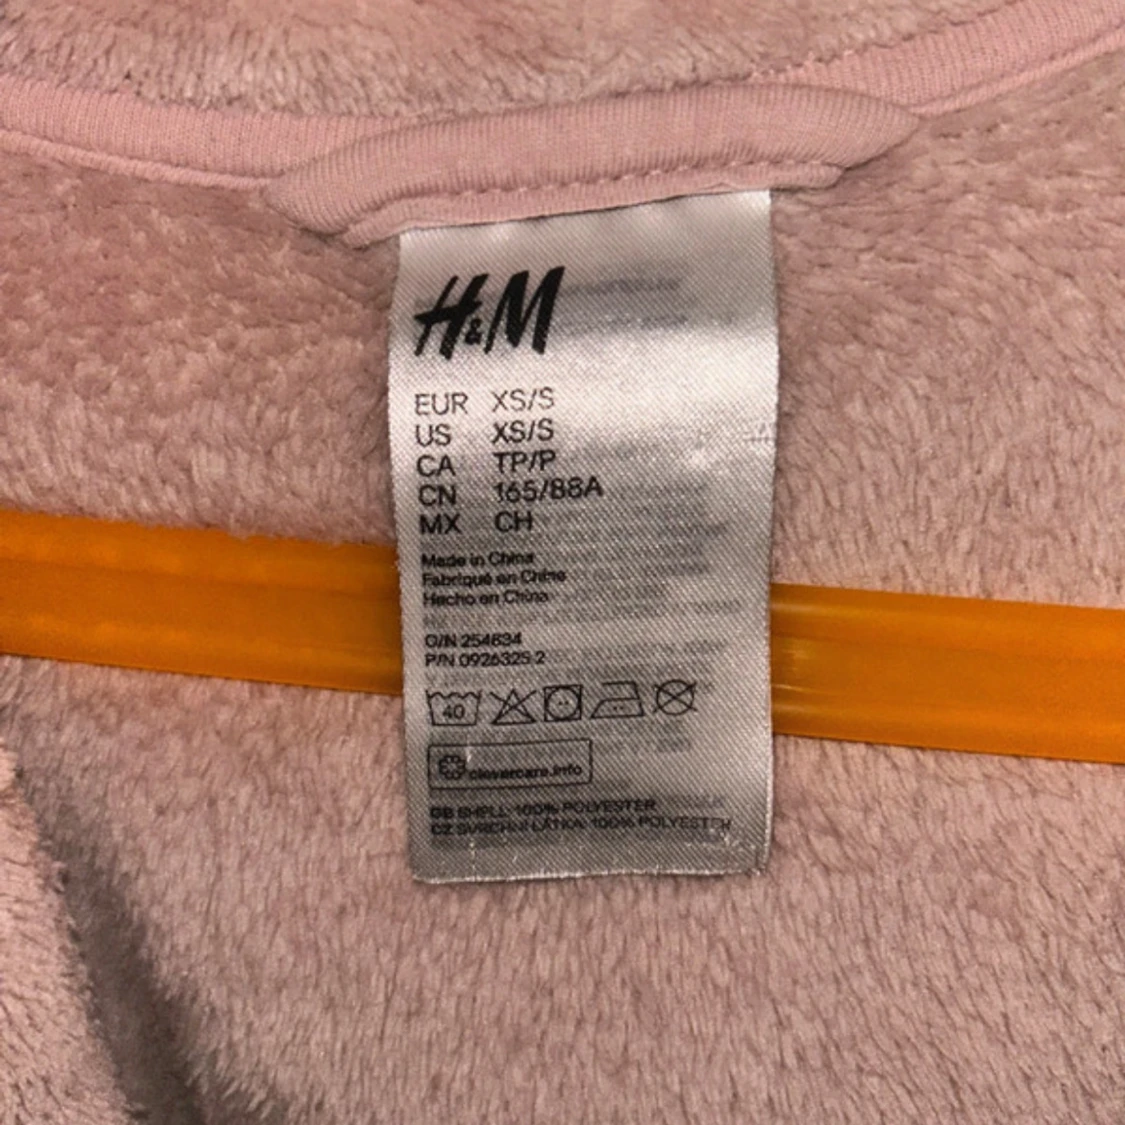 H&M
EUR XS/S
US XS/S
CA TP/P
CN 165/88A
MX CH
Made in China
Fabriqué en Chine
Hecho en China
O/N 254834
P/N 0926325 2
40
clevercare.info
GB SHELL: 100% POLYESTER
CZ SVRCHNÍ LÁTKA: 100% POLYESTER